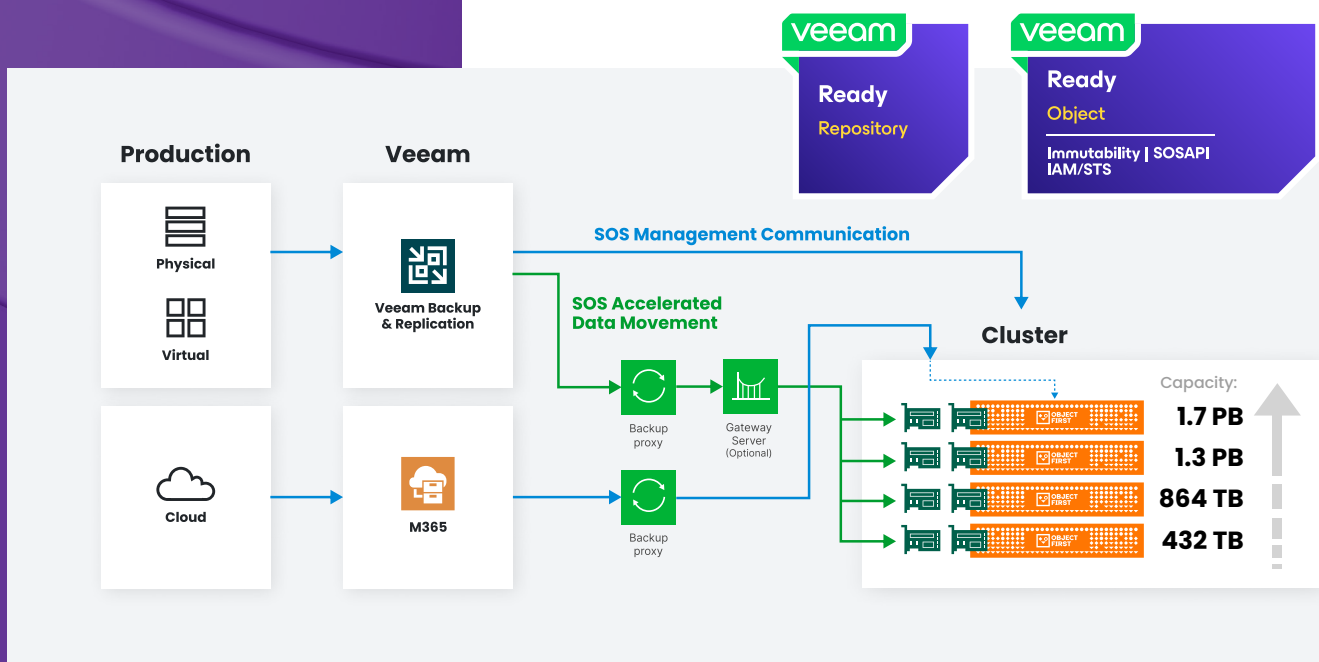 veeam
Ready
Repository
veeam
Ready
Object
Immutability | SOSAPI
IAM/STS
Production
Veeam
Physical
Virtual
Veeam Backup
& Replication
SOS Management Communication
SOS Accelerated
Data Movement
Backup
proxy
Gateway
Server
(Optional)
Cloud
M365
Backup
proxy
Cluster
Capacity:
OBJECT
FIRST
1.7 PB
OBJECT
FIRST
1.3 PB
OBJECT
FIRST
864 TB
OBJECT
FIRST
432 TB